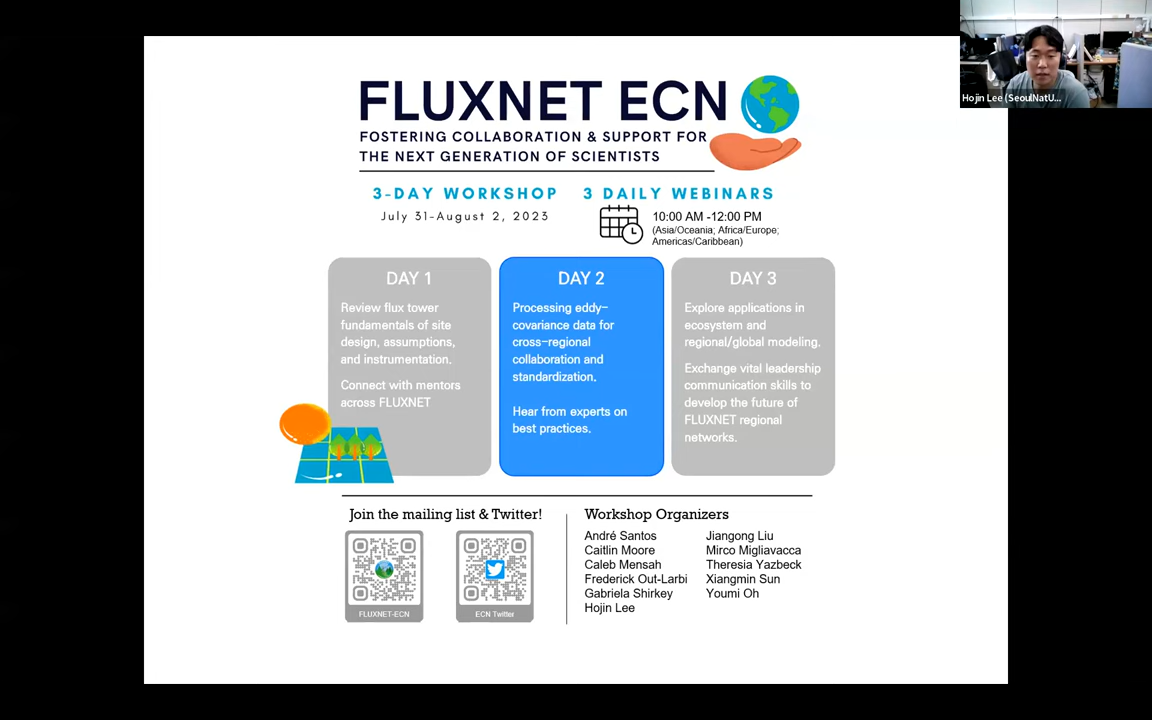 FLUXNET ECN
FOSTERING COLLABORATION & SUPPORT FOR
THE NEXT GENERATION OF SCIENTISTS
3-DAY WORKSHOP
July 31-August 2, 2023
3 DAILY WEBINARS
10:00 AM -12:00 PM
(Asia/Oceania; Africa/Europe;
Americas/Caribbean)
DAY 1
Review flux tower
fundamentals of site
design, assumptions,
and instrumentation.
Connect with mentors
across FLUXNET
DAY 2
Processing eddy-
covariance data for
cross-regional
collaboration and
standardization.
Hear from experts on
best practices.
DAY 3
Explore applications in
ecosystem and
regional/global modeling.
Exchange vital leadership
communication skills to
develop the future of
FLUXNET regional
networks.
Join the mailing list & Twitter!
FLUXNET-ECN
ECN Twitter
Workshop Organizers
André Santos
Caitlin Moore
Caleb Mensah
Frederick Out-Larbi
Gabriela Shirkey
Hojin Lee
Jiangong Liu
Mirco Migliavacca
Theresia Yazbeck
Xiangmin Sun
Youmi Oh
Hojin Lee (SeoulNatU...